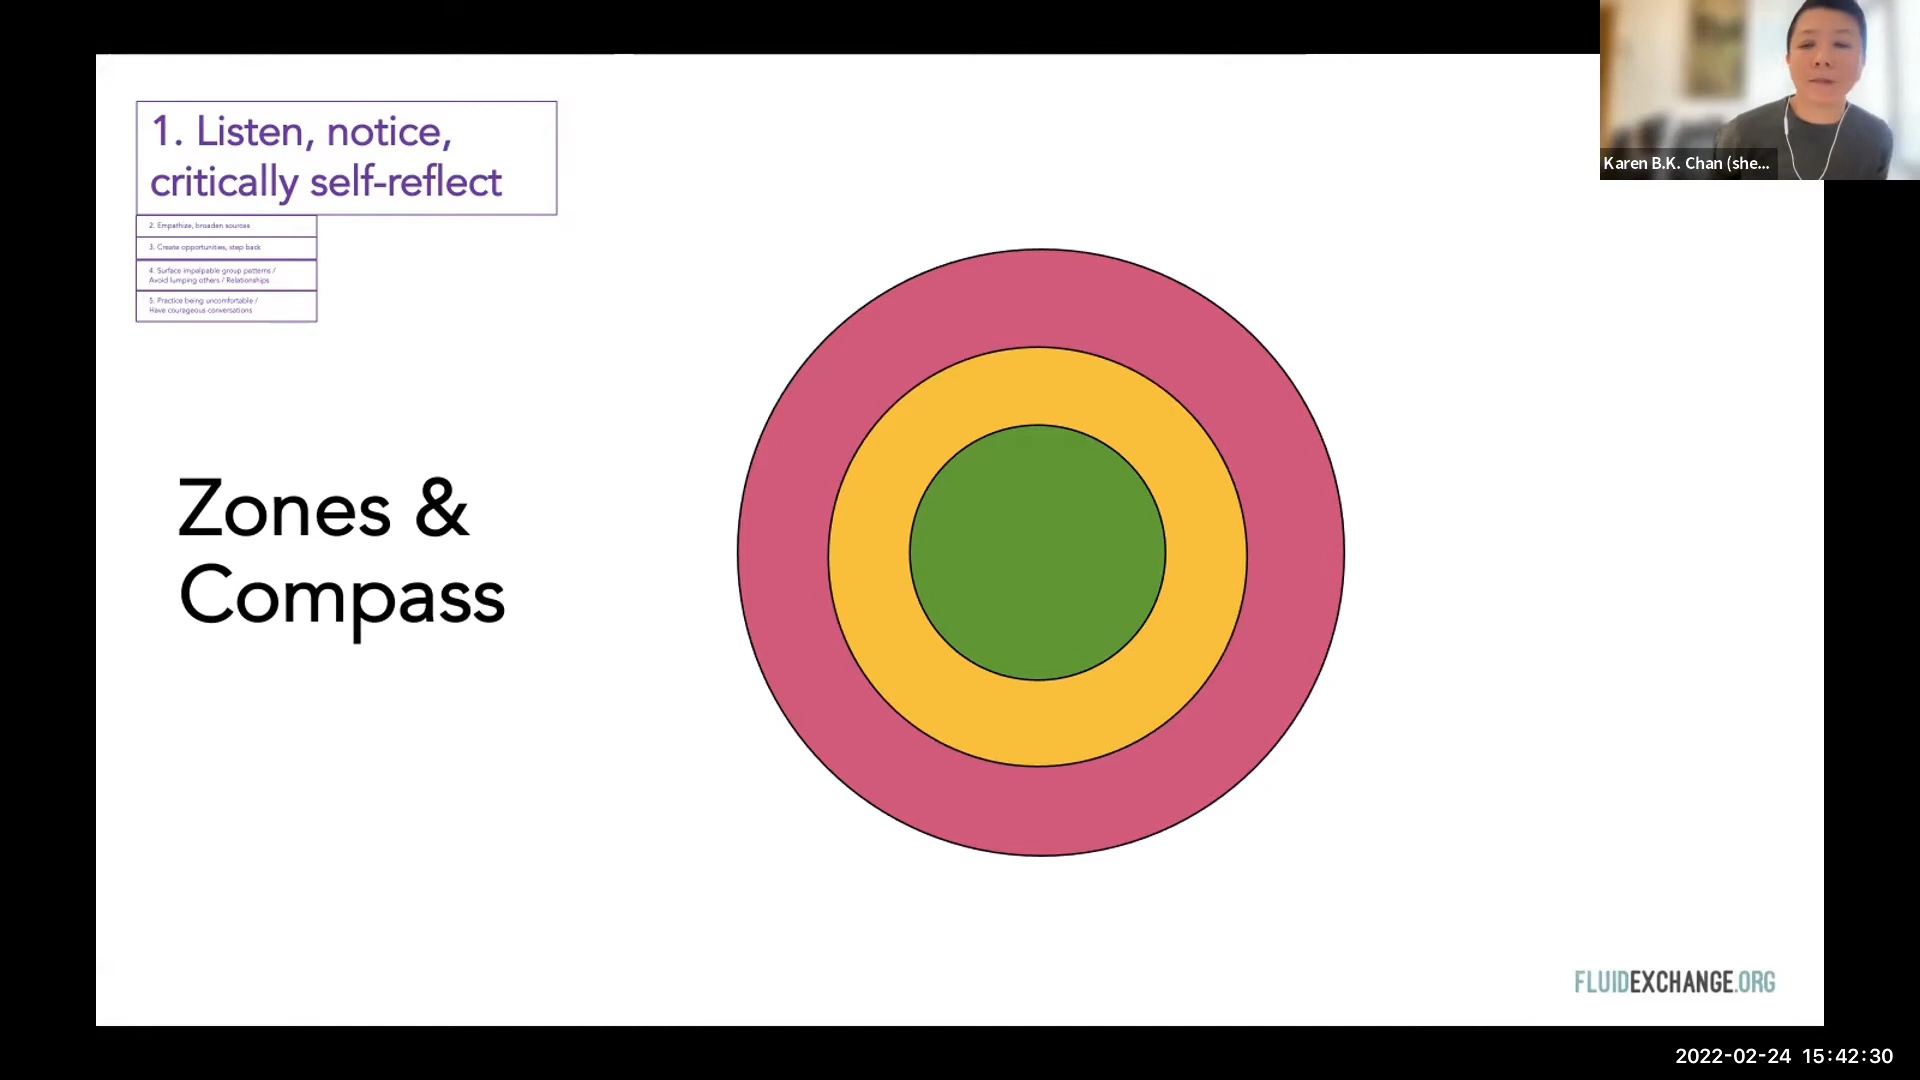 1. Listen, notice,
critically self-reflect
2. Empathize, broaden sources
3. Create opportunities, step back
4. Surface impalpable group patterns /
Avoid lumping others / Relationships
5. Practice being uncomfortable /
Have courageous conversations
Zones &
Compass
Karen B.K. Chan (she...
FLUIDEXCHANGE.ORG
2022-02-24 15:42:30